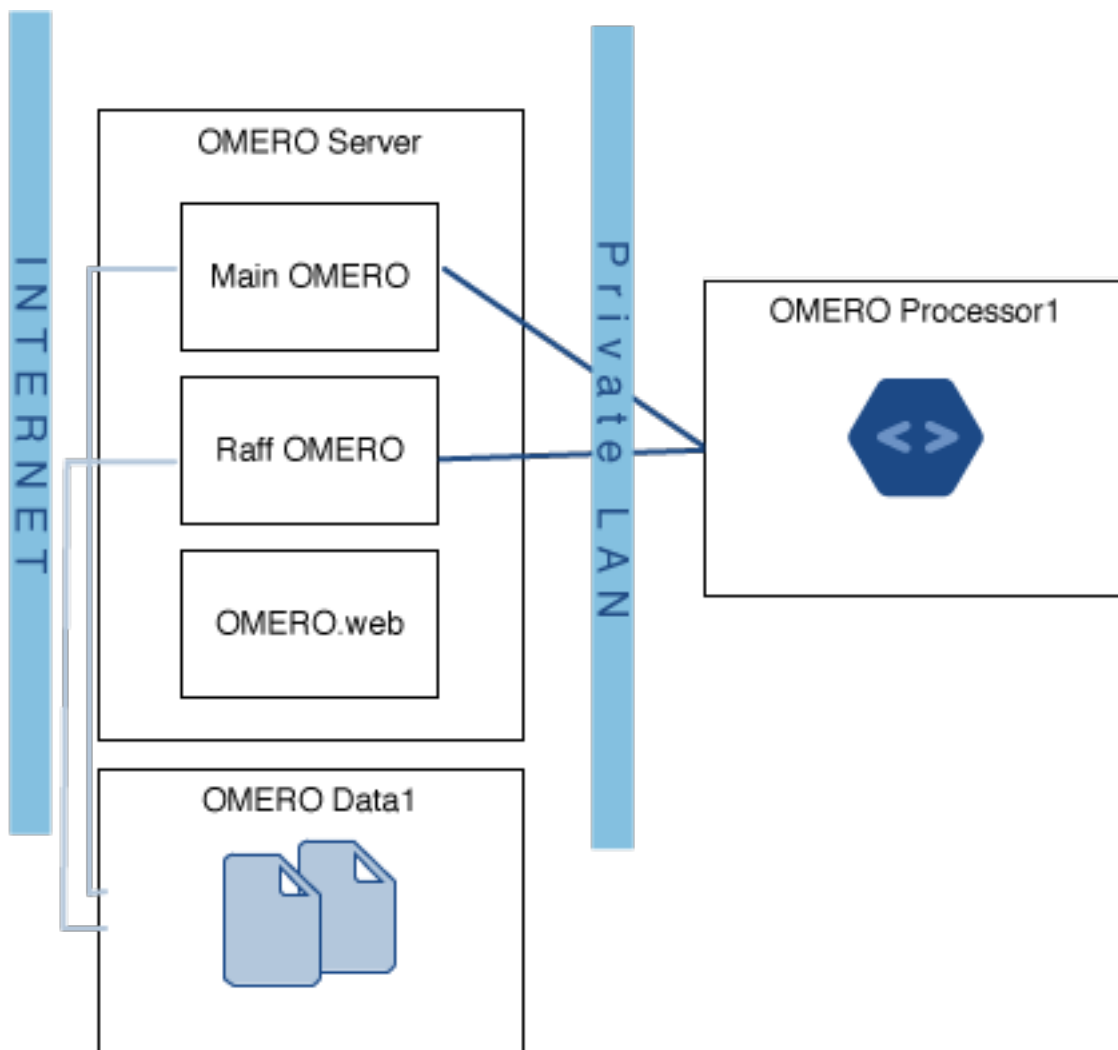 INTERNET
OMERO Server
Main OMERO
Raff OMERO
OMERO.web
OMERO Data1
Private LAN
OMERO Processor1
< >